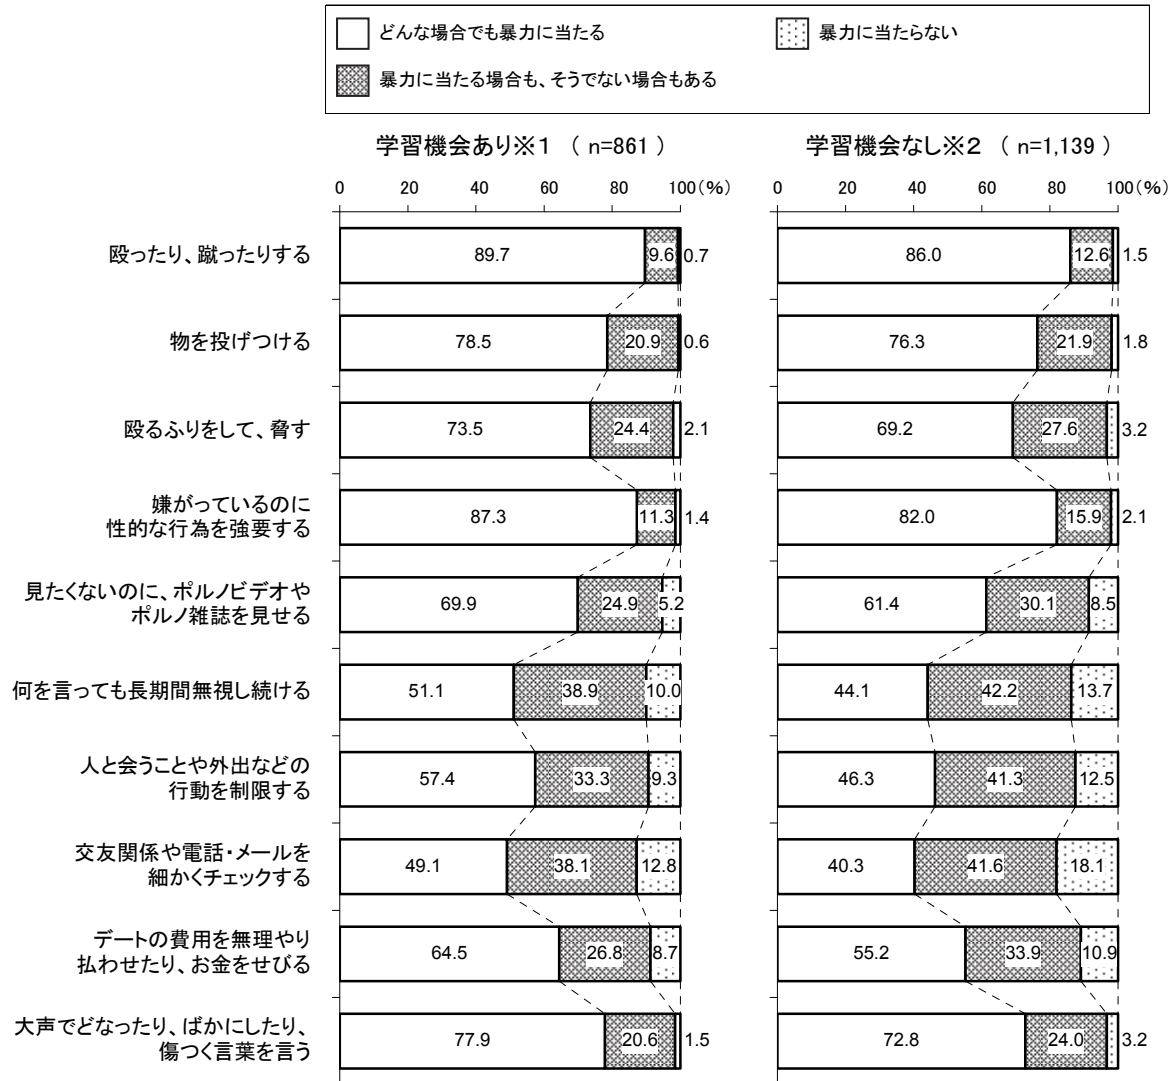 どんな場合でも暴力に当たる
暴力に当たらない
暴力に当たる場合も、そうでない場合もある
学習機会あり※1 ( n=861 )
学習機会なし※2 ( n=1,139 )
0 20 40 60 80 100(%)
0 20 40 60 80 100(%)
殴ったり、蹴ったりする
89.7 9.6 0.7
86.0 12.6 1.5
物を投げつける
78.5 20.9 0.6
76.3 21.9 1.8
殴るふりをして、脅す
73.5 24.4 2.1
69.2 27.6 3.2
嫌がっているのに
性的な行為を強要する
87.3 11.3 1.4
82.0 15.9 2.1
見たくないのに、ポルノビデオや
ポルノ雑誌を見せる
69.9 24.9 5.2
61.4 30.1 8.5
何を言っても長期間無視し続ける
51.1 38.9 10.0
44.1 42.2 13.7
人と会うことや外出などの
行動を制限する
57.4 33.3 9.3
46.3 41.3 12.5
交友関係や電話・メールを
細かくチェックする
49.1 38.1 12.8
40.3 41.6 18.1
デートの費用を無理やり
払わせたり、お金をせびる
64.5 26.8 8.7
55.2 33.9 10.9
大声でどなったり、ばかにしたり、
傷つく言葉を言う
77.9 20.6 1.5
72.8 24.0 3.2